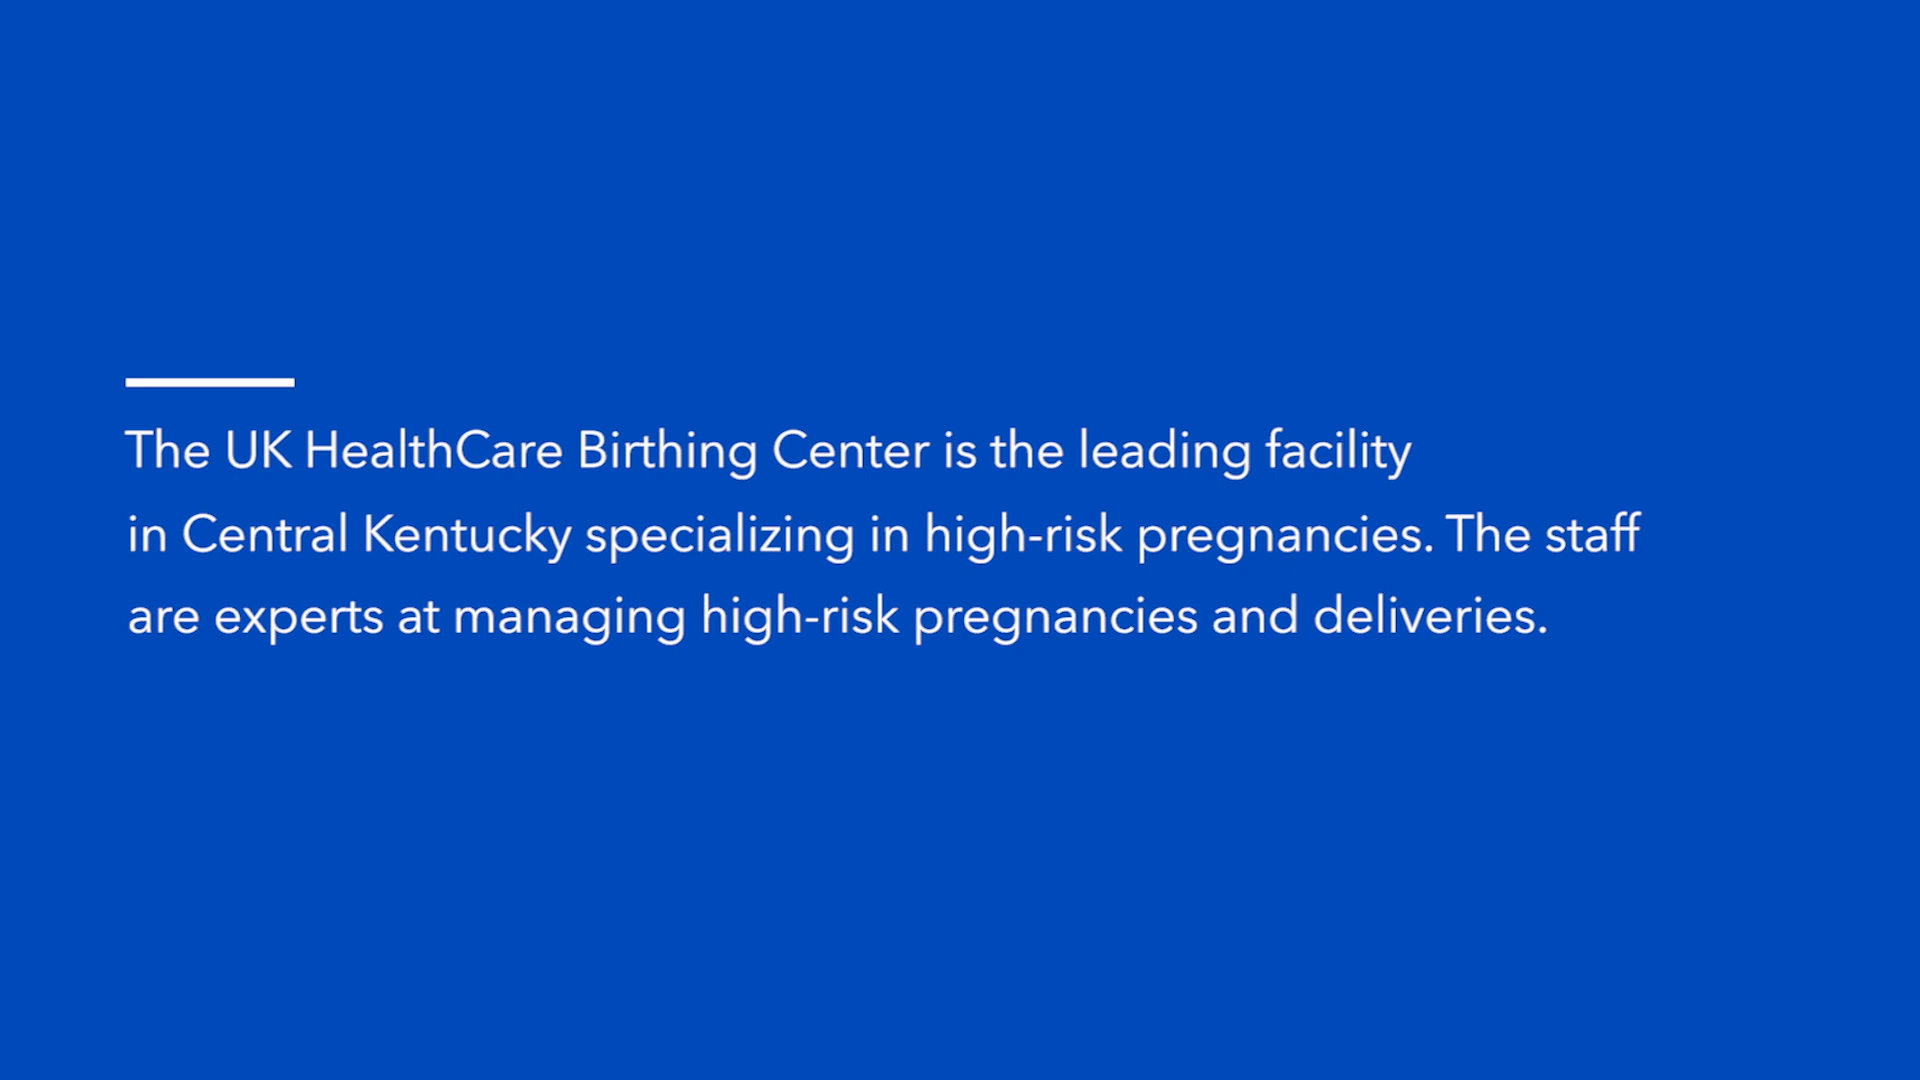 The UK HealthCare Birthing Center is the leading facility
in Central Kentucky specializing in high-risk pregnancies. The staff
are experts at managing high-risk pregnancies and deliveries.